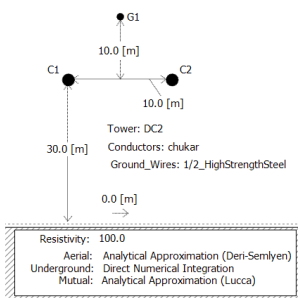 G1
10.0 [m]
C1
C2
10.0 [m]
Tower: DC2
30.0 [m]
Conductors: chukar
Ground_Wires: 1/2_HighStrengthSteel
0.0 [m]
Resistivity: 100.0
Aerial: Analytical Approximation (Deri-Semlyen)
Underground: Direct Numerical Integration
Mutual: Analytical Approximation (Lucca)